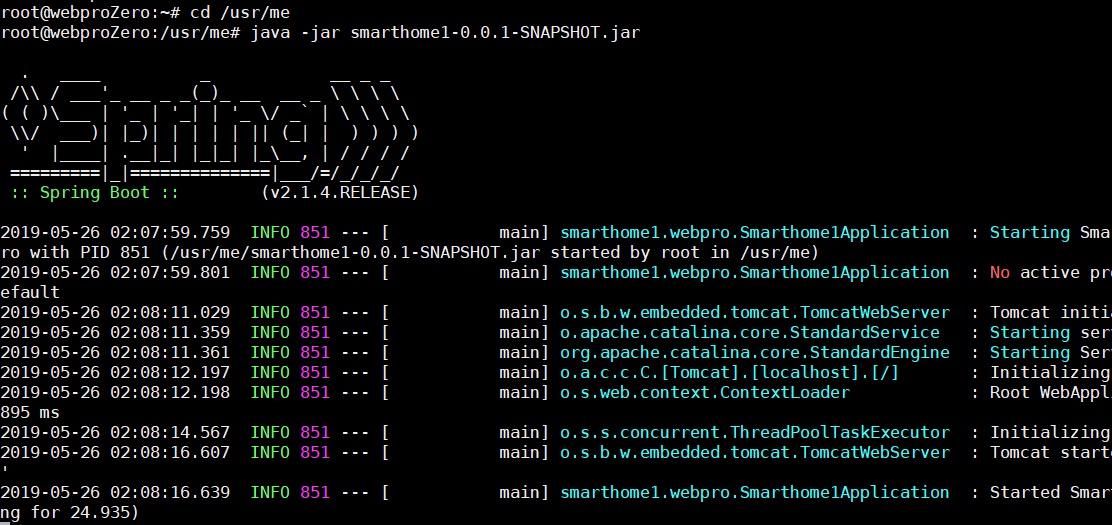 root@webproZero:~# cd /usr/me
root@webproZero:/usr/me# java -jar smarthome1-0.0.1-SNAPSHOT.jar

  .   ____          _            __ _ _
 /\\ / ___'_ __ _ _(_)_ __  __ _ \ \ \ \
( ( )\___ | '_ | '_| | '_ \/ _` | \ \ \ \
 \\/  ___)| |_)| | | | | || (_| |  ) ) ) )
  '  |____| .__|_| |_|_| |_\__, | / / / /
 =========|_|==============|___/=/_/_/_/
 :: Spring Boot ::        (v2.1.4.RELEASE)

2019-05-26 02:07:59.759  INFO 851 --- [           main] smarthome1.webpro.Smarthome1Application  : Starting Smar
ro with PID 851 (/usr/me/smarthome1-0.0.1-SNAPSHOT.jar started by root in /usr/me)
2019-05-26 02:07:59.801  INFO 851 --- [           main] smarthome1.webpro.Smarthome1Application  : No active pro
efault
2019-05-26 02:08:11.029  INFO 851 --- [           main] o.s.b.w.embedded.tomcat.TomcatWebServer  : Tomcat initia
2019-05-26 02:08:11.359  INFO 851 --- [           main] o.apache.catalina.core.StandardService   : Starting serv
2019-05-26 02:08:11.361  INFO 851 --- [           main] org.apache.catalina.core.StandardEngine  : Starting Serv
2019-05-26 02:08:12.197  INFO 851 --- [           main] o.a.c.c.C.[Tomcat].[localhost].[/]       : Initializing
2019-05-26 02:08:12.198  INFO 851 --- [           main] o.s.web.context.ContextLoader            : Root WebAppli
895 ms
2019-05-26 02:08:14.567  INFO 851 --- [           main] o.s.s.concurrent.ThreadPoolTaskExecutor  : Initializing
2019-05-26 02:08:16.607  INFO 851 --- [           main] o.s.b.w.embedded.tomcat.TomcatWebServer  : Tomcat starte
'
2019-05-26 02:08:16.639  INFO 851 --- [           main] smarthome1.webpro.Smarthome1Application  : Started Smart
ng for 24.935)